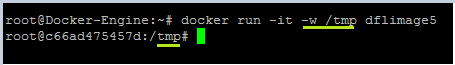 root@Docker-Engine:~# docker run -it -w /tmp dflimage5
root@c66ad475457d:/tmp#